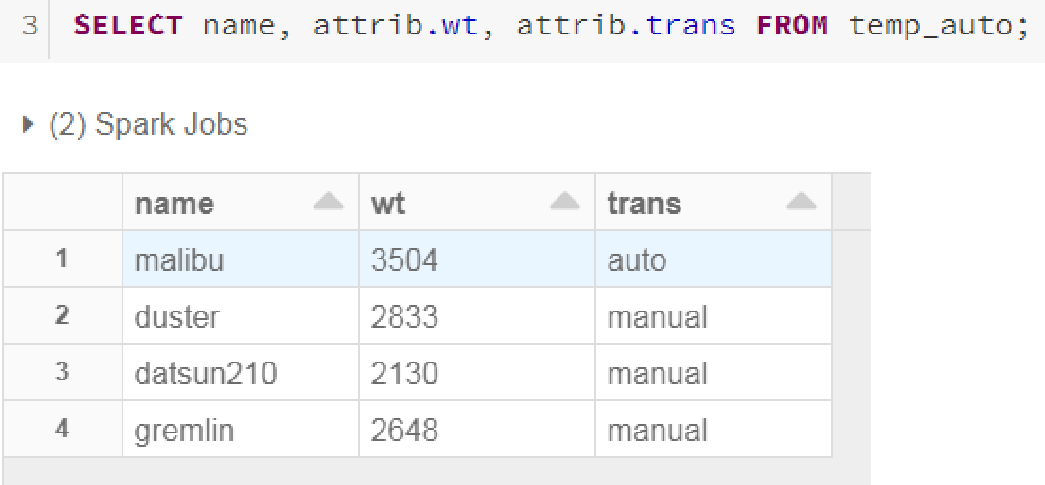 3 SELECT name, attrib.wt, attrib.trans FROM temp_auto;
(2) Spark Jobs
name wt trans
1 malibu 3504 auto
2 duster 2833 manual
3 datsun210 2130 manual
4 gremlin 2648 manual